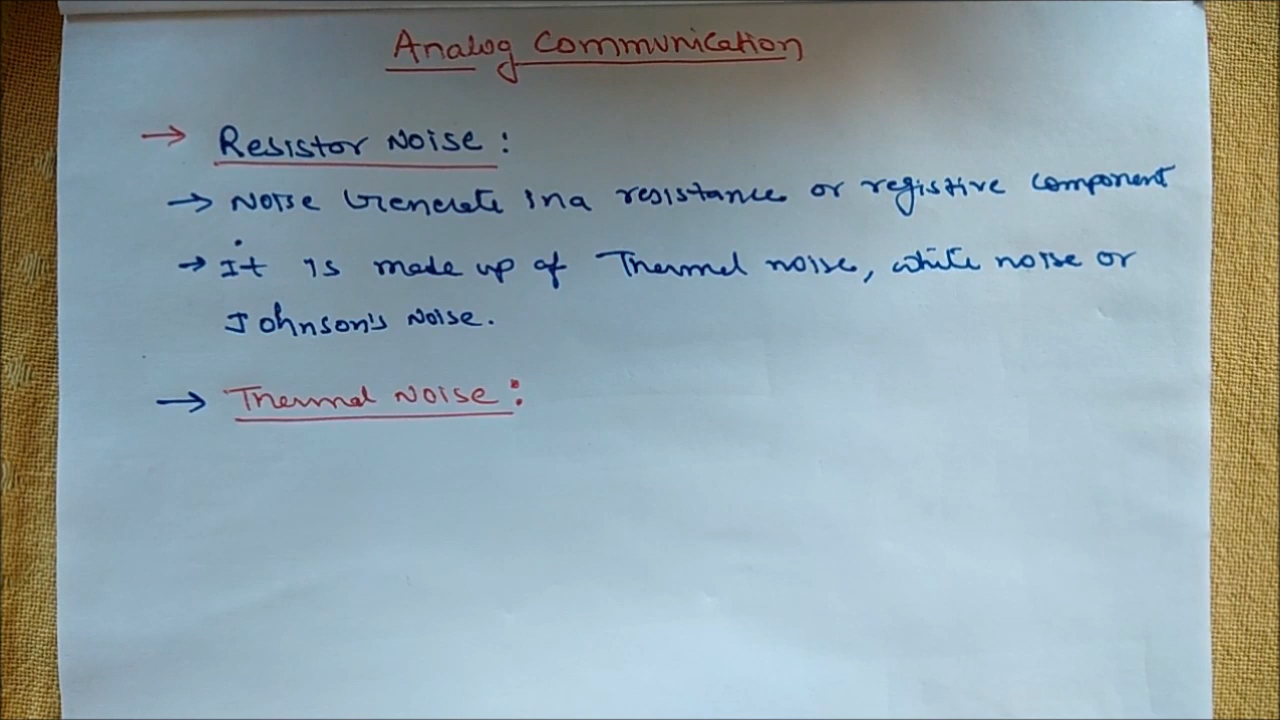 Analog Communication
→ Resistor Noise :
→ Noise Generate in a resistance or registive component
→ It is made up of Thermal noise, white noise or
Johnson's Noise.
→ Thermal Noise :